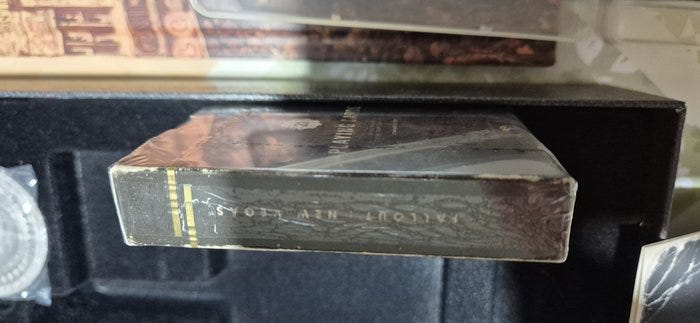 PLAYING CARDS
FALLOUT NEW VEGAS